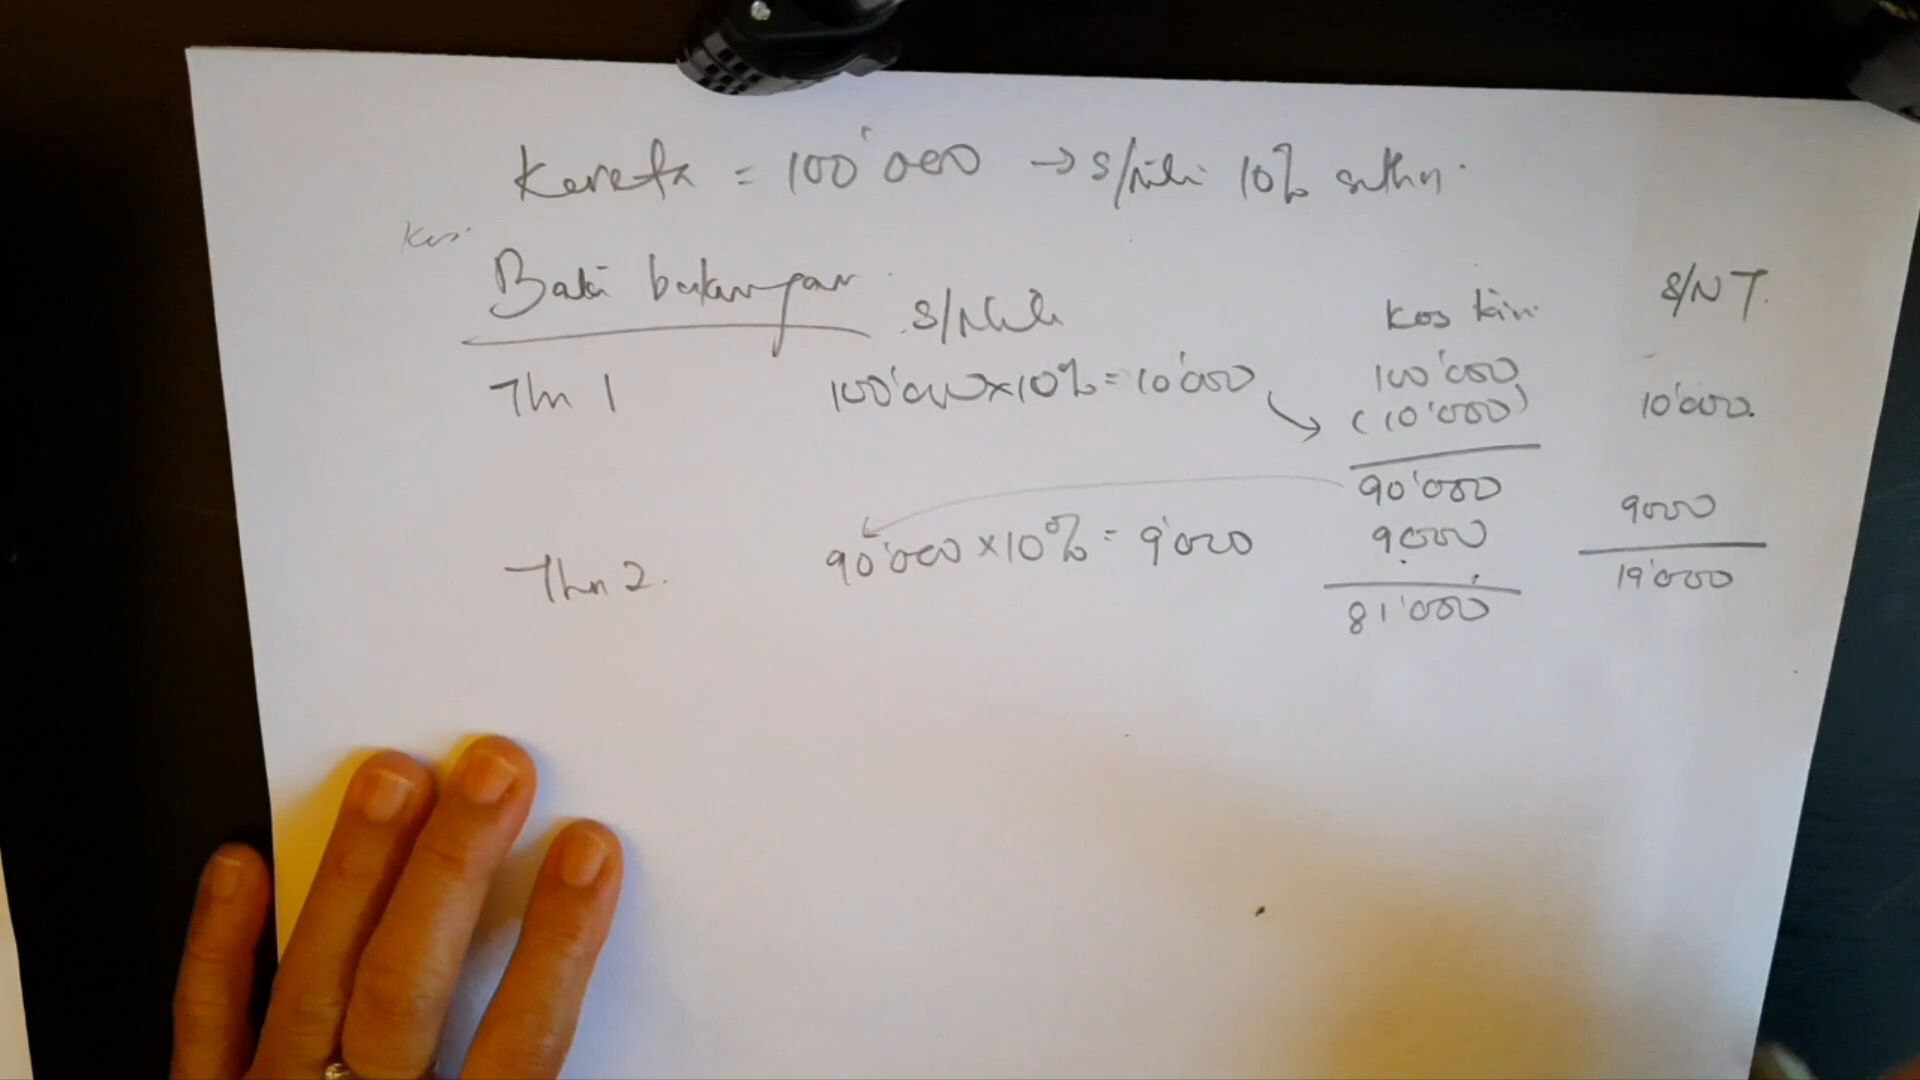 Kereta = 100'000 → S/Nilai 10% sethn.
Kos
Baki berkurangan
S/Nilai
Kos kin.
S/N T.
Thn 1
100'000 x 10% = 10'000
100'000
(10'000)
10'000.
90'000
Thn 2.
90'000 x 10% = 9'000
9000
9000
81'000
19'000